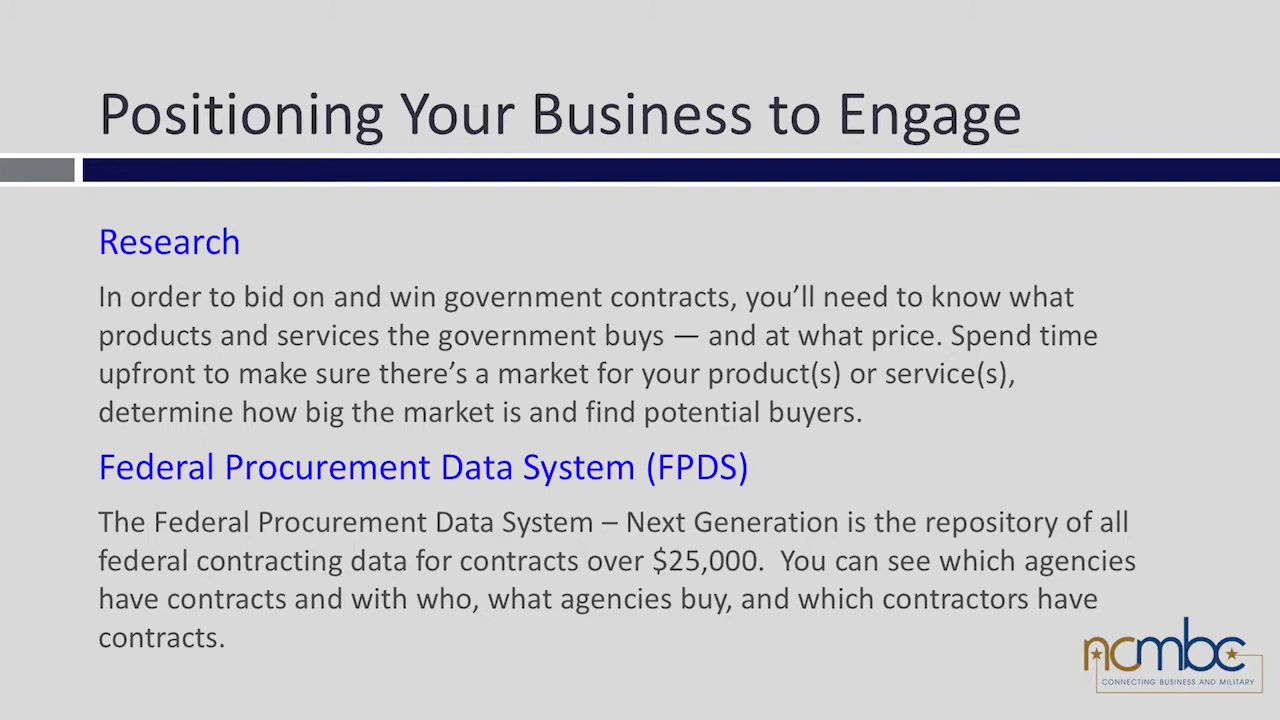 Positioning Your Business to Engage
Research
In order to bid on and win government contracts, you’ll need to know what
products and services the government buys — and at what price. Spend time
upfront to make sure there’s a market for your product(s) or service(s),
determine how big the market is and find potential buyers.
Federal Procurement Data System (FPDS)
The Federal Procurement Data System – Next Generation is the repository of all
federal contracting data for contracts over $25,000.  You can see which agencies
have contracts and with who, what agencies buy, and which contractors have
contracts.
ncmbc
CONNECTING BUSINESS AND MILITARY